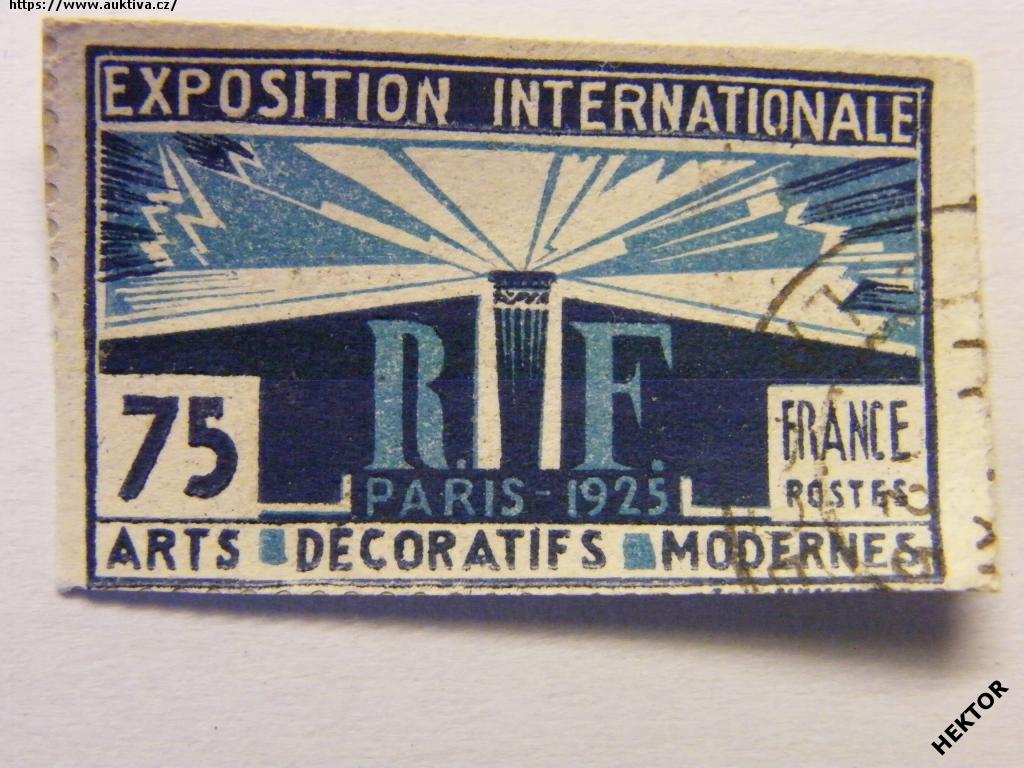 https://www.auktiva.cz/
EXPOSITION INTERNATIONALE
R. F.
75
FRANCE
POSTES
PARIS - 1925
ARTS DÉCORATIFS MODERNES
HEKTOR